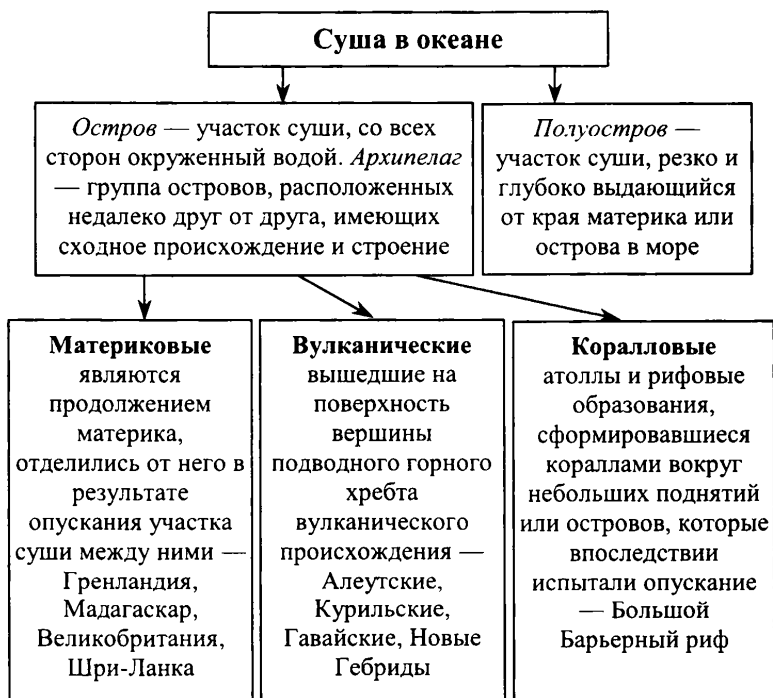 Суша в океане
Остров — участок суши, со всех
сторон окруженный водой. Архипелаг
— группа островов, расположенных
недалеко друг от друга, имеющих
сходное происхождение и строение
Полуостров —
участок суши, резко и
глубоко выдающийся
от края материка или
острова в море
Материковые
являются
продолжением
материка,
отделились от него в
результате
опускания участка
суши между ними —
Гренландия,
Мадагаскар,
Великобритания,
Шри-Ланка
Вулканические
вышедшие на
поверхность
вершины
подводного горного
хребта
вулканического
происхождения —
Алеутские,
Курильские,
Гавайские, Новые
Гебриды
Коралловые
атоллы и рифовые
образования,
сформировавшиеся
кораллами вокруг
небольших поднятий
или островов, которые
впоследствии
испытали опускание
— Большой
Барьерный риф